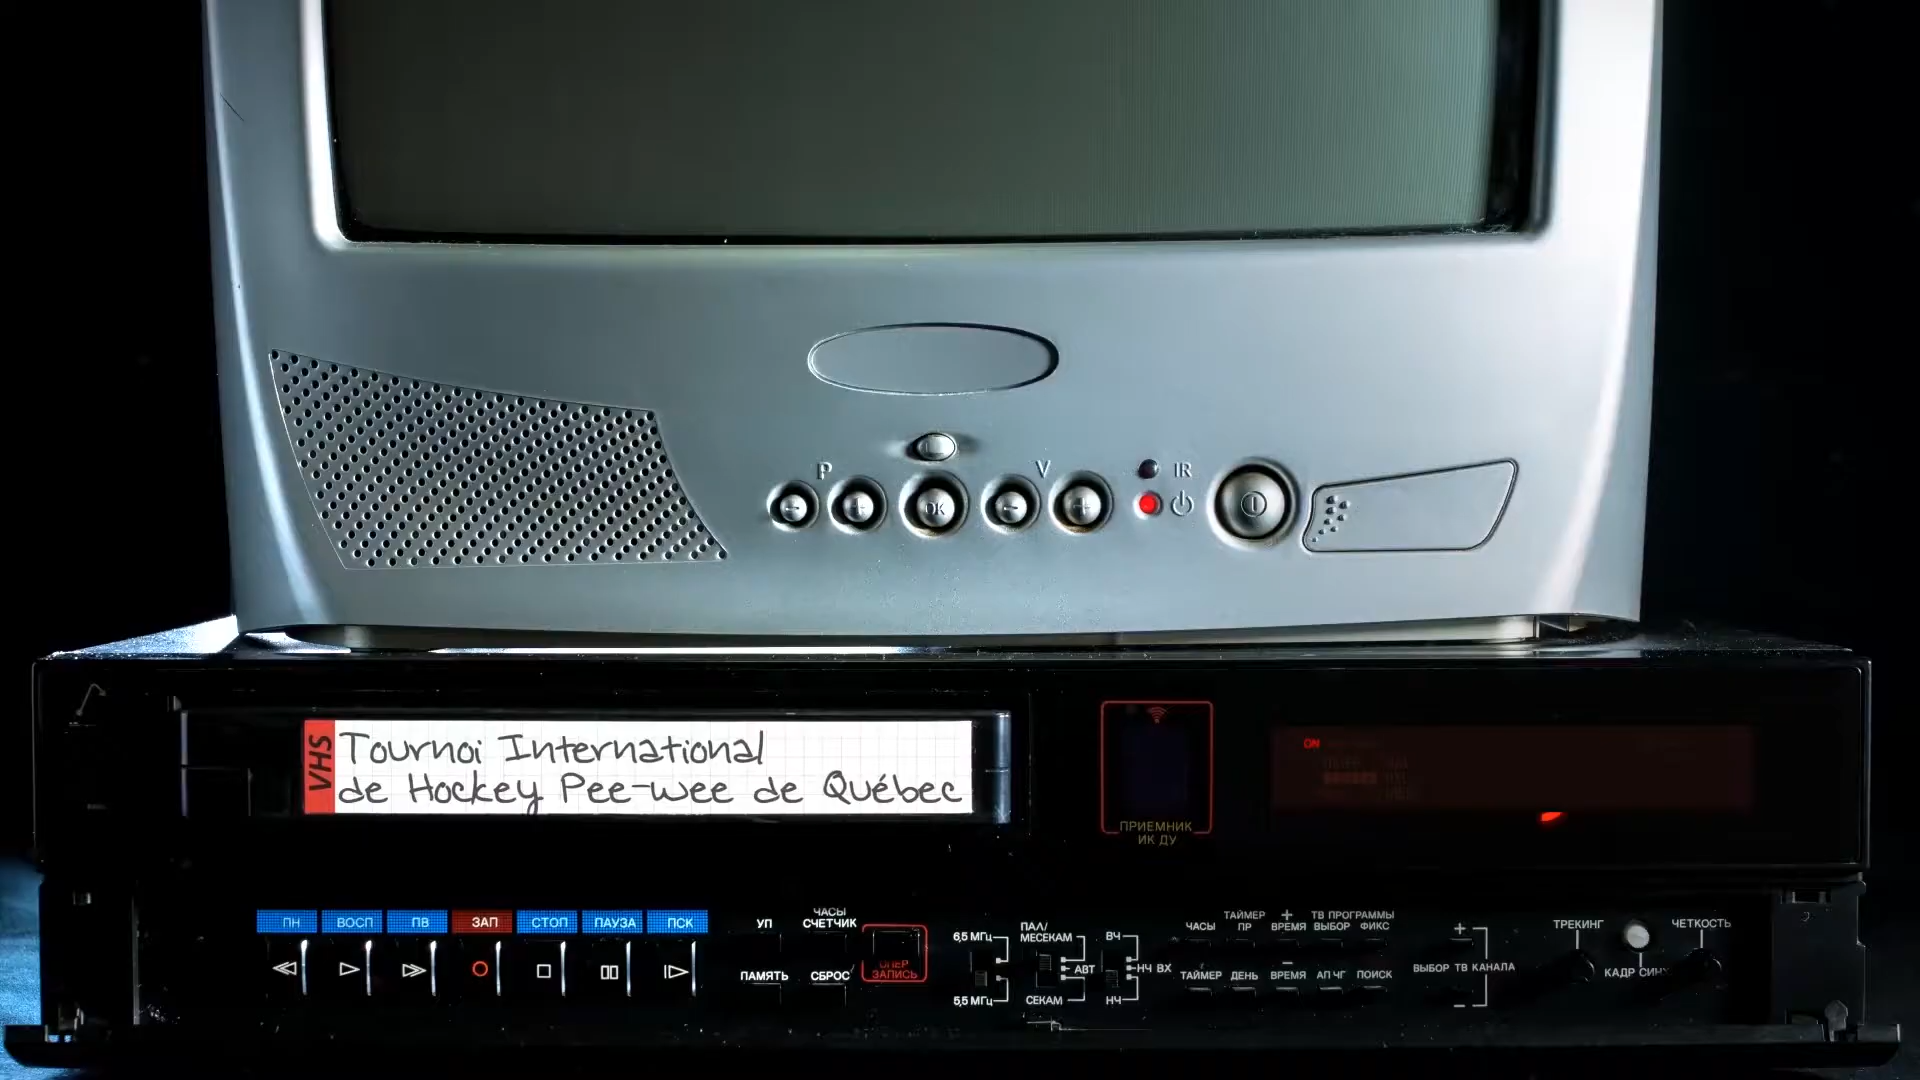 P
V
IR
OK
VHS
Tournoi International
de Hockey Pee-wee de Québec
ON
ПРИЕМНИК
ИК ДУ
ПН ВОСП ПВ ЗАП СТОП ПАУЗА ПСК
УП
ЧАСЫ
СЧЕТЧИК
ПАМЯТЬ
СБРОС
ОПЕР
ЗАПИСЬ
6,5 МГц
5,5 МГц
ПАЛ/
МЕСЕКАМ
АВТ
СЕКАМ
ВЧ
НЧ ВХ
НЧ
ЧАСЫ
ТАЙМЕР
ПР
+
ВРЕМЯ
ТВ ПРОГРАММЫ
ВЫБОР ФИКС
ТАЙМЕР
ДЕНЬ
–
ВРЕМЯ
АП ЧГ
ПОИСК
+
ВЫБОР ТВ КАНАЛА
–
ТРЕКИНГ
КАДР СИНХ
ЧЕТКОСТЬ